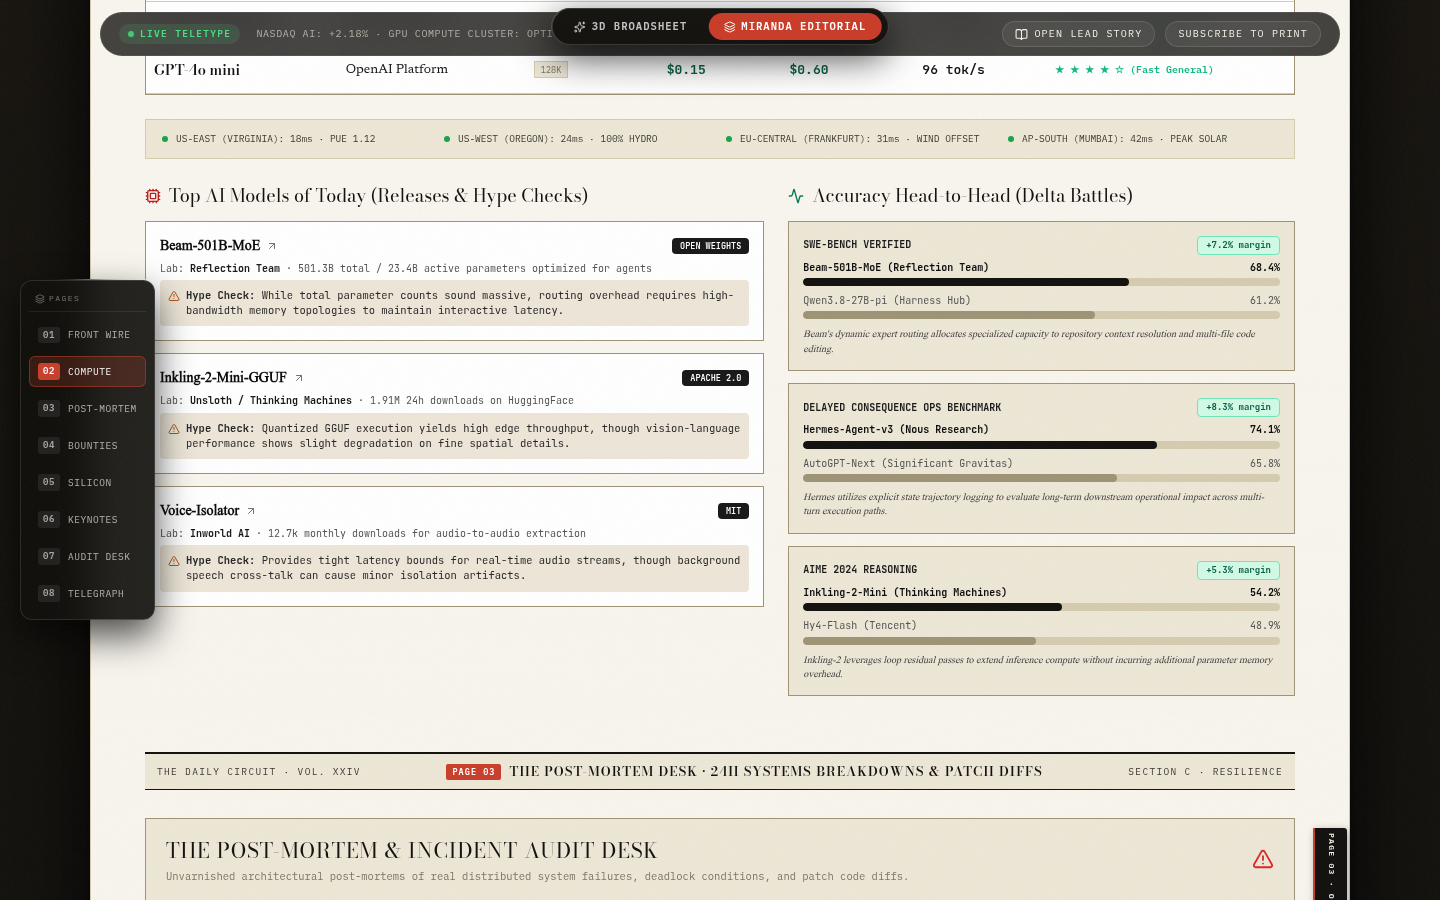 LIVE TELETYPE
NASDAQ AI: +2.18% · GPU COMPUTE CLUSTER: OPTI
3D BROADSHEET
MIRANDA EDITORIAL
OPEN LEAD STORY
SUBSCRIBE TO PRINT
GPT-4o mini OpenAI Platform 128K $0.15 $0.60 96 tok/s ★ ★ ★ ★ ☆ (Fast General)
US-EAST (VIRGINIA): 18ms · PUE 1.12
US-WEST (OREGON): 24ms · 100% HYDRO
EU-CENTRAL (FRANKFURT): 31ms · WIND OFFSET
AP-SOUTH (MUMBAI): 42ms · PEAK SOLAR
PAGES
01 FRONT WIRE
02 COMPUTE
03 POST-MORTEM
04 BOUNTIES
05 SILICON
06 KEYNOTES
07 AUDIT DESK
08 TELEGRAPH
Top AI Models of Today (Releases & Hype Checks)
Beam-501B-MoE ↗ OPEN WEIGHTS
Lab: Reflection Team · 501.3B total / 23.4B active parameters optimized for agents
Hype Check: While total parameter counts sound massive, routing overhead requires high-
bandwidth memory topologies to maintain interactive latency.
Inkling-2-Mini-GGUF ↗ APACHE 2.0
Lab: Unsloth / Thinking Machines · 1.91M 24h downloads on HuggingFace
Hype Check: Quantized GGUF execution yields high edge throughput, though vision-language
performance shows slight degradation on fine spatial details.
Voice-Isolator ↗ MIT
Lab: Inworld AI · 12.7k monthly downloads for audio-to-audio extraction
Hype Check: Provides tight latency bounds for real-time audio streams, though background
speech cross-talk can cause minor isolation artifacts.
Accuracy Head-to-Head (Delta Battles)
SWE-BENCH VERIFIED +7.2% margin
Beam-501B-MoE (Reflection Team) 68.4%
Qwen3.8-27B-pi (Harness Hub) 61.2%
Beam's dynamic expert routing allocates specialized capacity to repository context resolution and multi-file code
editing.
DELAYED CONSEQUENCE OPS BENCHMARK +8.3% margin
Hermes-Agent-v3 (Nous Research) 74.1%
AutoGPT-Next (Significant Gravitas) 65.8%
Hermes utilizes explicit state trajectory logging to evaluate long-term downstream operational impact across multi-
turn execution paths.
AIME 2024 REASONING +5.3% margin
Inkling-2-Mini (Thinking Machines) 54.2%
Hy4-Flash (Tencent) 48.9%
Inkling-2 leverages loop residual passes to extend inference compute without incurring additional parameter memory
overhead.
THE DAILY CIRCUIT · VOL. XXIV
PAGE 03 THE POST-MORTEM DESK · 24H SYSTEMS BREAKDOWNS & PATCH DIFFS
SECTION C · RESILIENCE
THE POST-MORTEM & INCIDENT AUDIT DESK
Unvarnished architectural post-mortems of real distributed system failures, deadlock conditions, and patch code diffs.
PAGE 03 ·